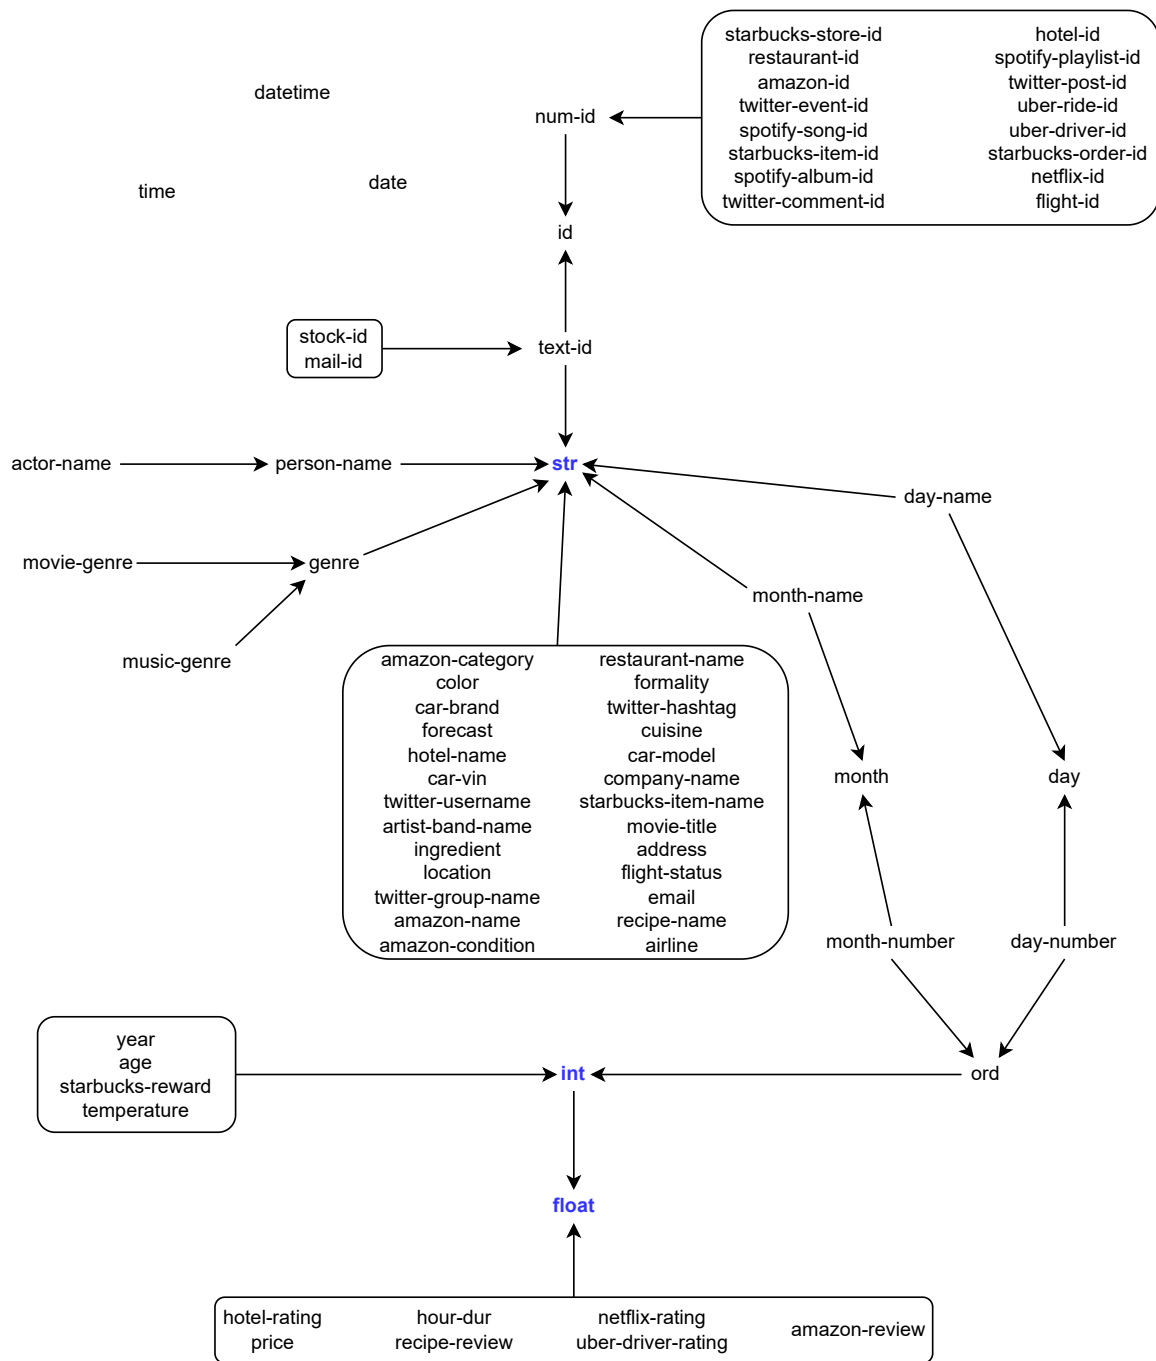 starbucks-store-id hotel-id
restaurant-id spotify-playlist-id
amazon-id twitter-post-id
twitter-event-id uber-ride-id
spotify-song-id uber-driver-id
starbucks-item-id starbucks-order-id
spotify-album-id netflix-id
twitter-comment-id flight-id
datetime
num-id
time
date
id
stock-id
mail-id
text-id
actor-name
person-name
str
day-name
movie-genre
genre
month-name
music-genre
amazon-category restaurant-name
color formality
car-brand twitter-hashtag
forecast cuisine
hotel-name car-model
car-vin company-name
twitter-username starbucks-item-name
artist-band-name movie-title
ingredient address
location flight-status
twitter-group-name email
amazon-name recipe-name
amazon-condition airline
month
day
month-number
day-number
year
age
starbucks-reward
temperature
int
ord
float
hotel-rating hour-dur netflix-rating amazon-review
price recipe-review uber-driver-rating